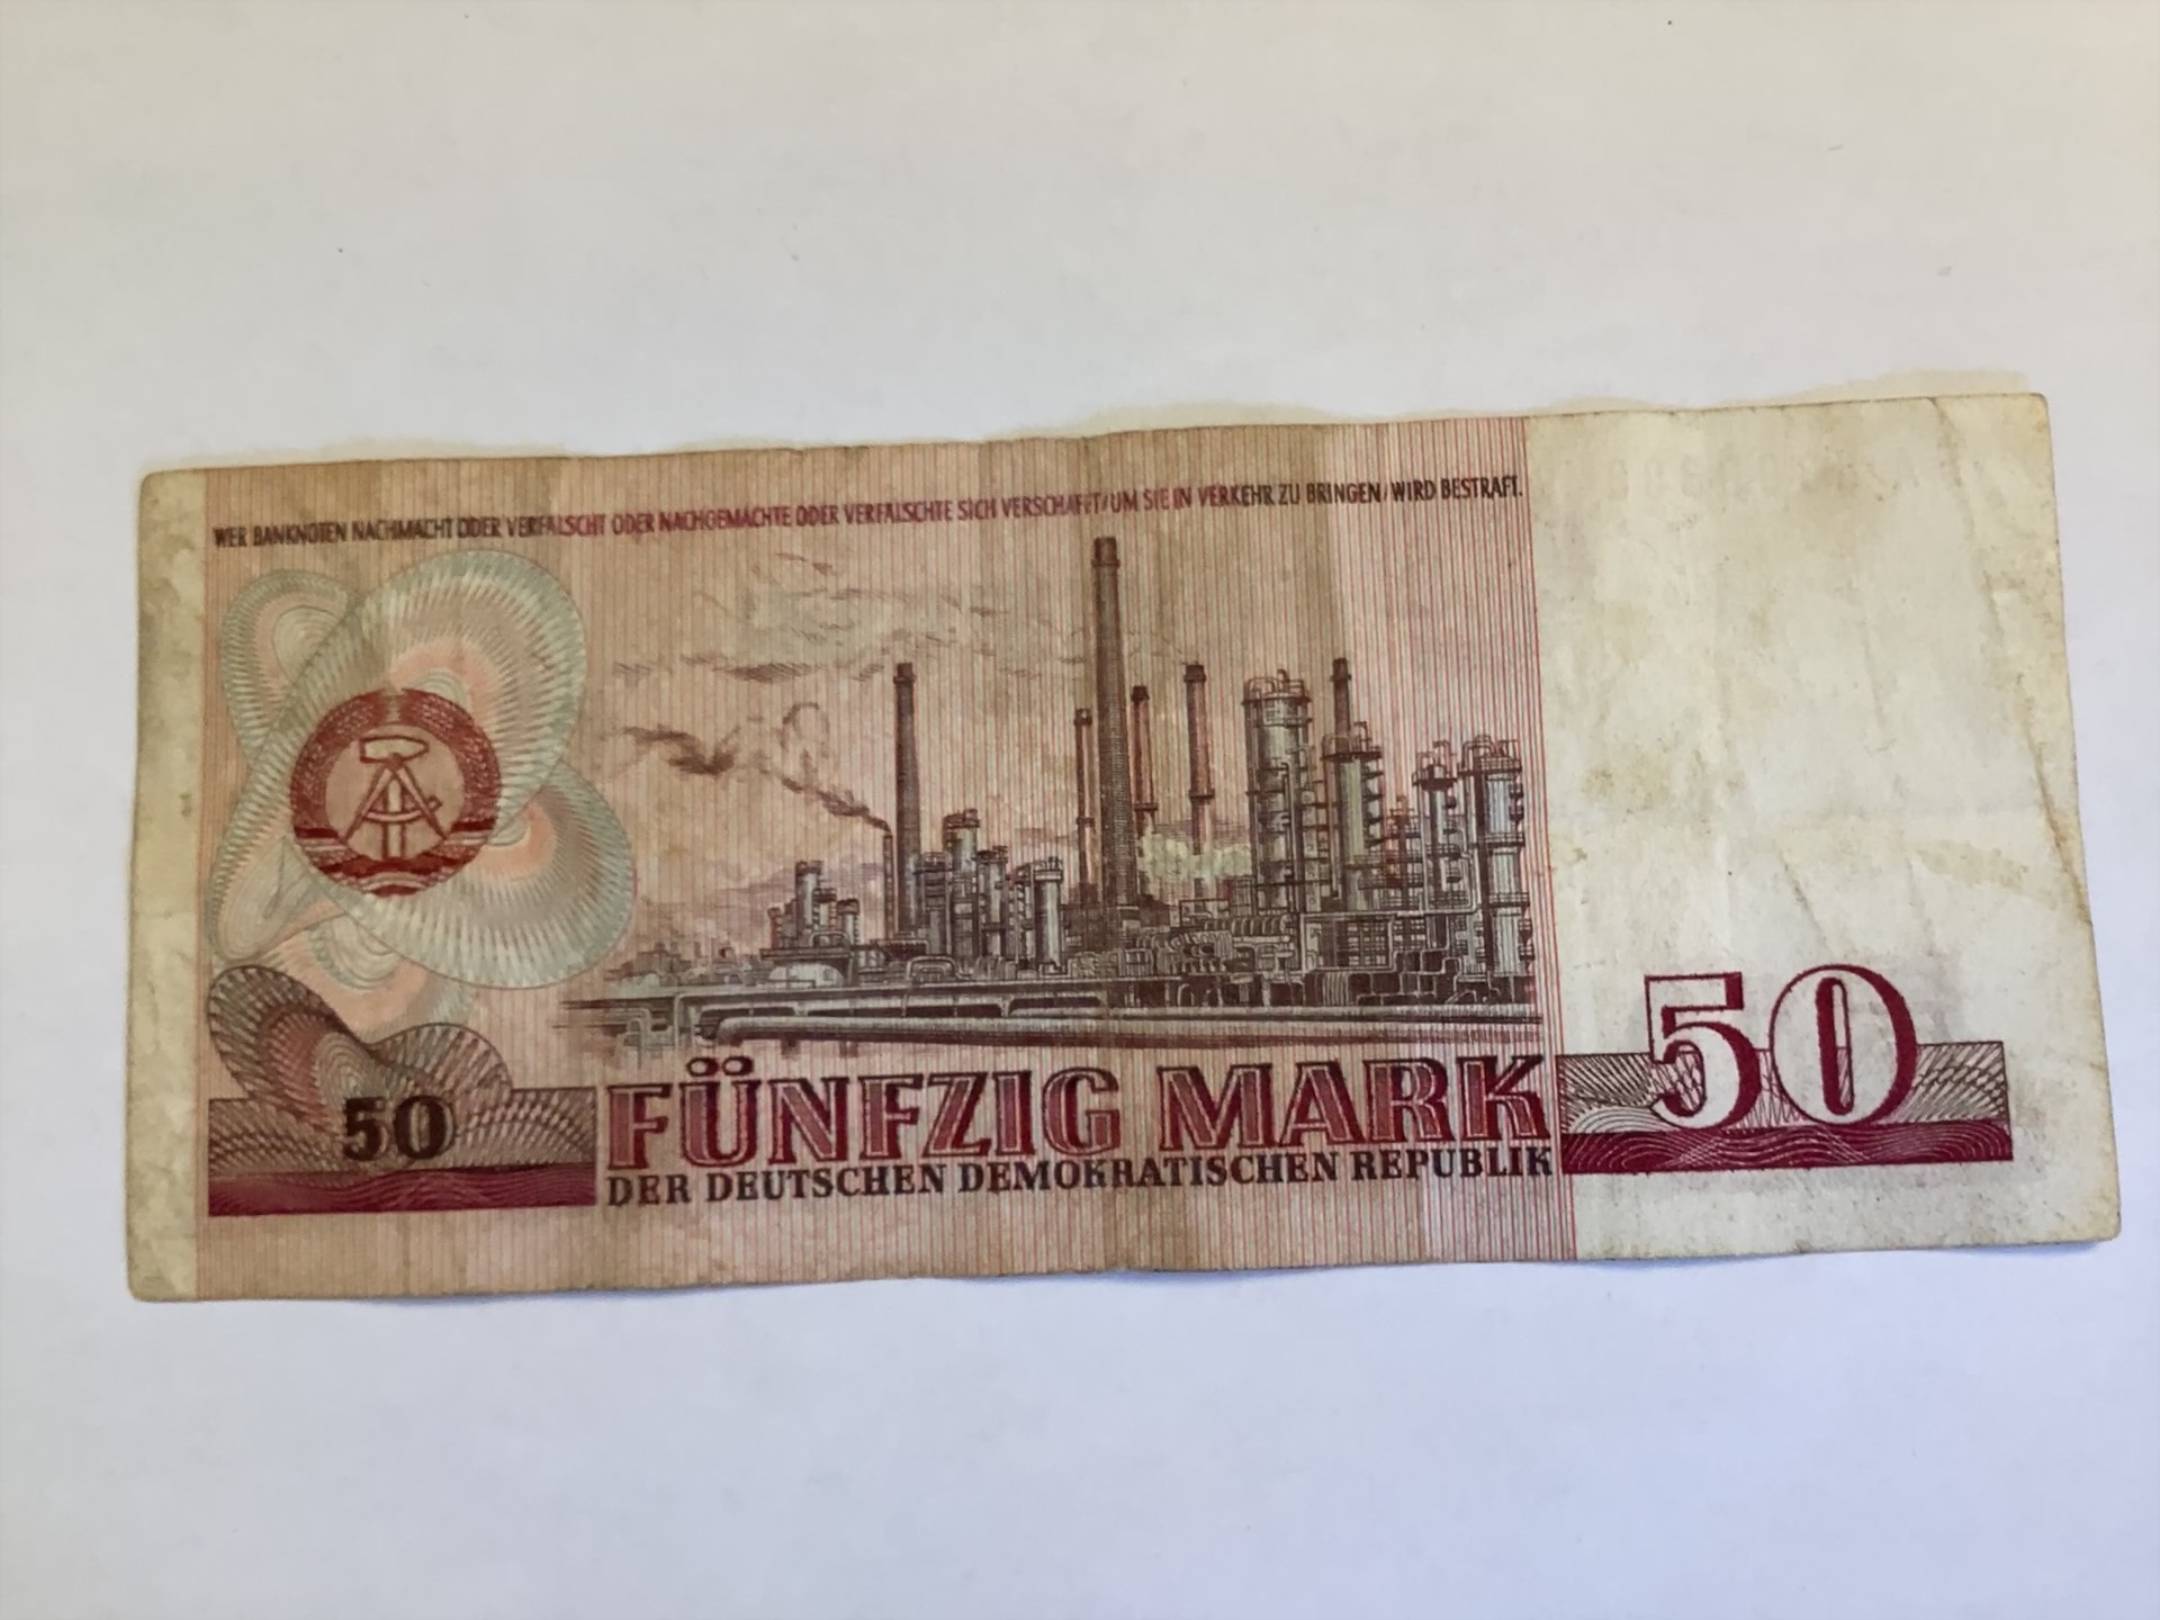 WER BANKNOTEN NACHMACHT ODER VERFÄLSCHT ODER NACHGEMACHTE ODER VERFÄLSCHTE SICH VERSCHAFFT/UM SIE IN VERKEHR ZU BRINGEN/WIRD BESTRAFT.
50
50 FÜNFZIG MARK
DER DEUTSCHEN DEMOKRATISCHEN REPUBLIK